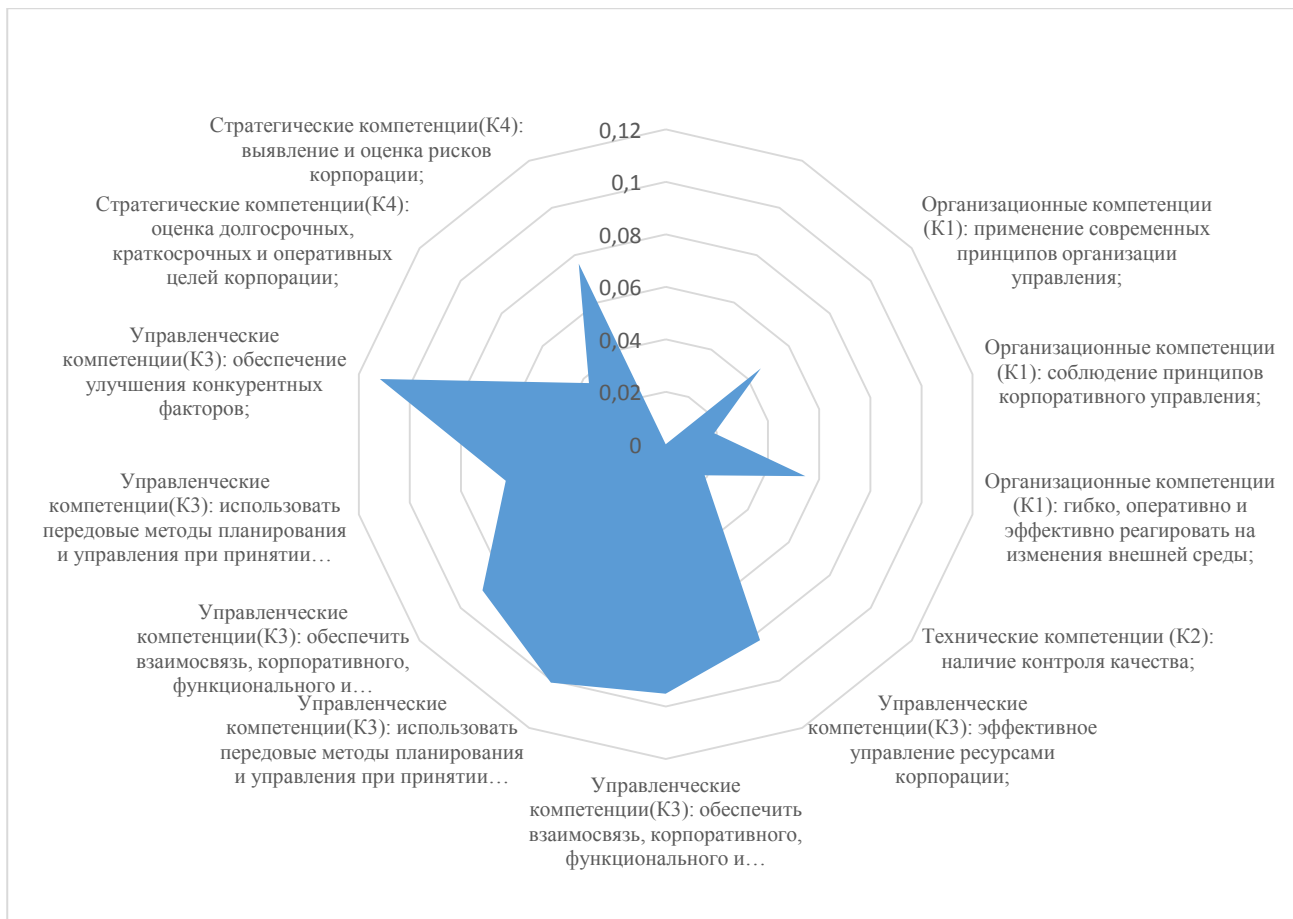 Стратегические компетенции(К4):
выявление и оценка рисков
корпорации;
Стратегические компетенции(К4):
оценка долгосрочных,
краткосрочных и оперативных
целей корпорации;
Управленческие
компетенции(К3): обеспечение
улучшения конкурентных
факторов;
Управленческие
компетенции(К3): использовать
передовые методы планирования
и управления при принятии…
Управленческие
компетенции(К3): обеспечить
взаимосвязь, корпоративного,
функционального и…
Управленческие
компетенции(К3): использовать
передовые методы планирования
и управления при принятии…
Управленческие
компетенции(К3): обеспечить
взаимосвязь, корпоративного,
функционального и…
0,12
0,1
0,08
0,06
0,04
0,02
0
Организационные компетенции
(К1): применение современных
принципов организации
управления;
Организационные компетенции
(К1): соблюдение принципов
корпоративного управления;
Организационные компетенции
(К1): гибко, оперативно и
эффективно реагировать на
изменения внешней среды;
Технические компетенции (К2):
наличие контроля качества;
Управленческие
компетенции(К3): эффективное
управление ресурсами
корпорации;